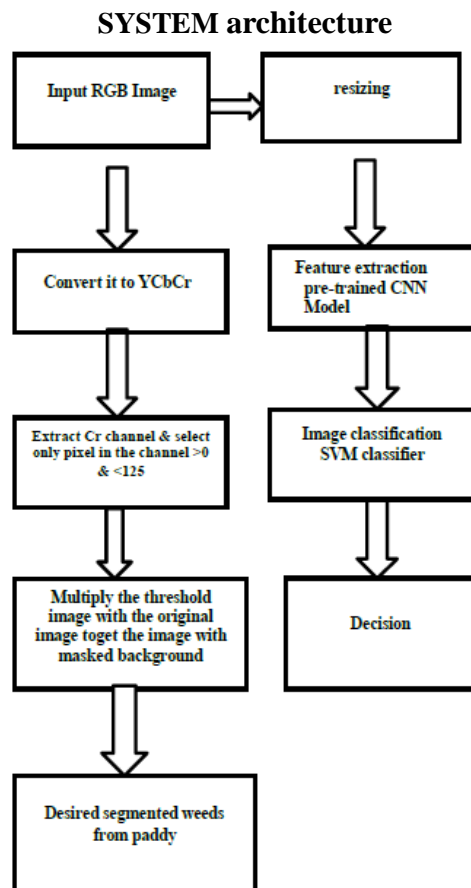 SYSTEM architecture
Input RGB Image
resizing
Convert it to YCbCr
Feature extraction
pre-trained CNN
Model
Extract Cr channel & select
only pixel in the channel >0
& <125
Image classification
SVM classifier
Multiply the threshold
image with the original
image toget the image with
masked background
Decision
Desired segmented weeds
from paddy